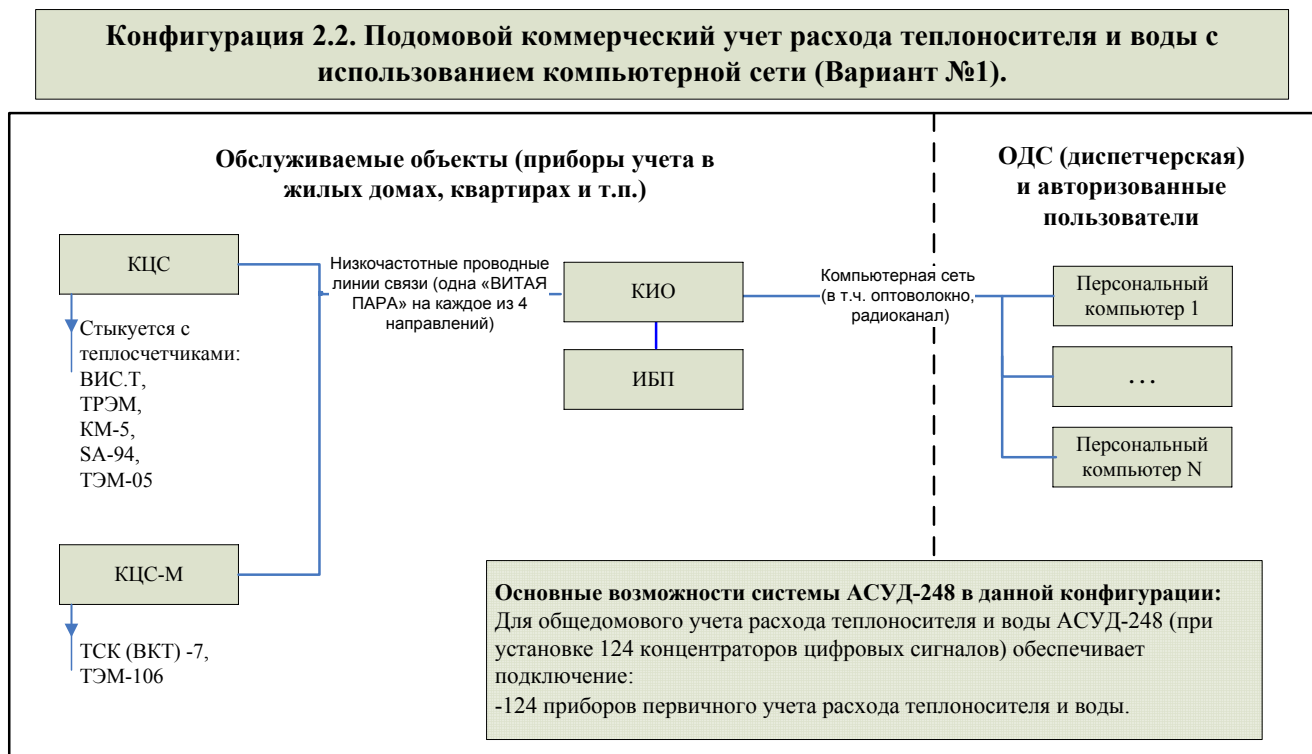 Конфигурация 2.2. Подомовой коммерческий учет расхода теплоносителя и воды с
использованием компьютерной сети (Вариант №1).
Обслуживаемые объекты (приборы учета в
жилых домах, квартирах и т.п.)
ОДС (диспетчерская)
и авторизованные
пользователи
КЦС
Стыкуется с
теплосчетчиками:
ВИС.Т,
ТРЭМ,
КМ-5,
SA-94,
ТЭМ-05
КЦС-М
ТСК (ВКТ) -7,
ТЭМ-106
Низкочастотные проводные
линии связи (одна «ВИТАЯ
ПАРА» на каждое из 4
направлений)
КИО
ИБП
Компьютерная сеть
(в т.ч. оптоволокно,
радиоканал)
Персональный
компьютер 1
...
Персональный
компьютер N
Основные возможности системы АСУД-248 в данной конфигурации:
Для общедомового учета расхода теплоносителя и воды АСУД-248 (при
установке 124 концентраторов цифровых сигналов) обеспечивает
подключение:
-124 приборов первичного учета расхода теплоносителя и воды.